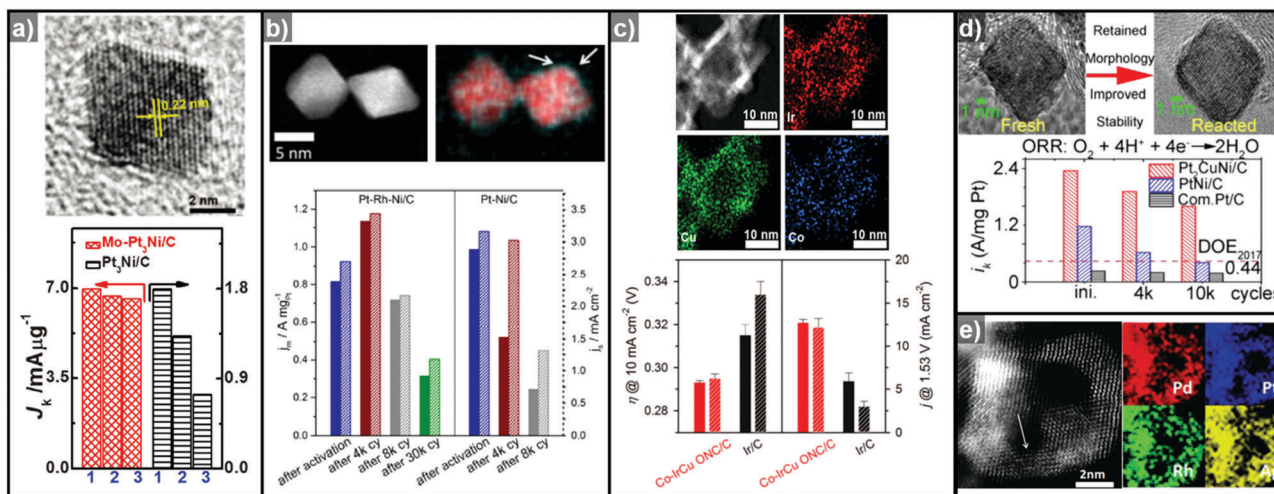 a)
0.22 nm
2 nm
Mo-Pt3Ni/C
Pt3Ni/C
Jk /mAμg-1
7.0
3.5
0.0
1.8
0.9
0.0
1 2 3 1 2 3
b)
5 nm
Pt-Rh-Ni/C
Pt-Ni/C
jm / A mgPt-1
js / mA cm-2
1.2
1.0
0.8
0.6
0.4
0.2
0.0
3.5
3.0
2.5
2.0
1.5
1.0
0.5
0.0
after activation
after 4k cy
after 8k cy
after 30k cy
after activation
after 4k cy
after 8k cy
c)
10 nm
Ir
10 nm
Cu
10 nm
Co
10 nm
η @ 10 mA cm-2 (V)
j @ 1.53 V (mA cm-2)
0.34
0.32
0.30
0.28
20
15
10
5
0
Co-IrCu ONC/C
Ir/C
Co-IrCu ONC/C
Ir/C
d)
1 nm
Fresh
Retained
Morphology
Improved
Stability
1 nm
Reacted
ORR: O2 + 4H+ + 4e-→2H2O
ik (A/mg Pt)
2.4
1.2
0
Pt2CuNi/C
PtNi/C
Com.Pt/C
DOE2017
0.44
ini. 4k 10k cycles
e)
2nm
Pd
Rh